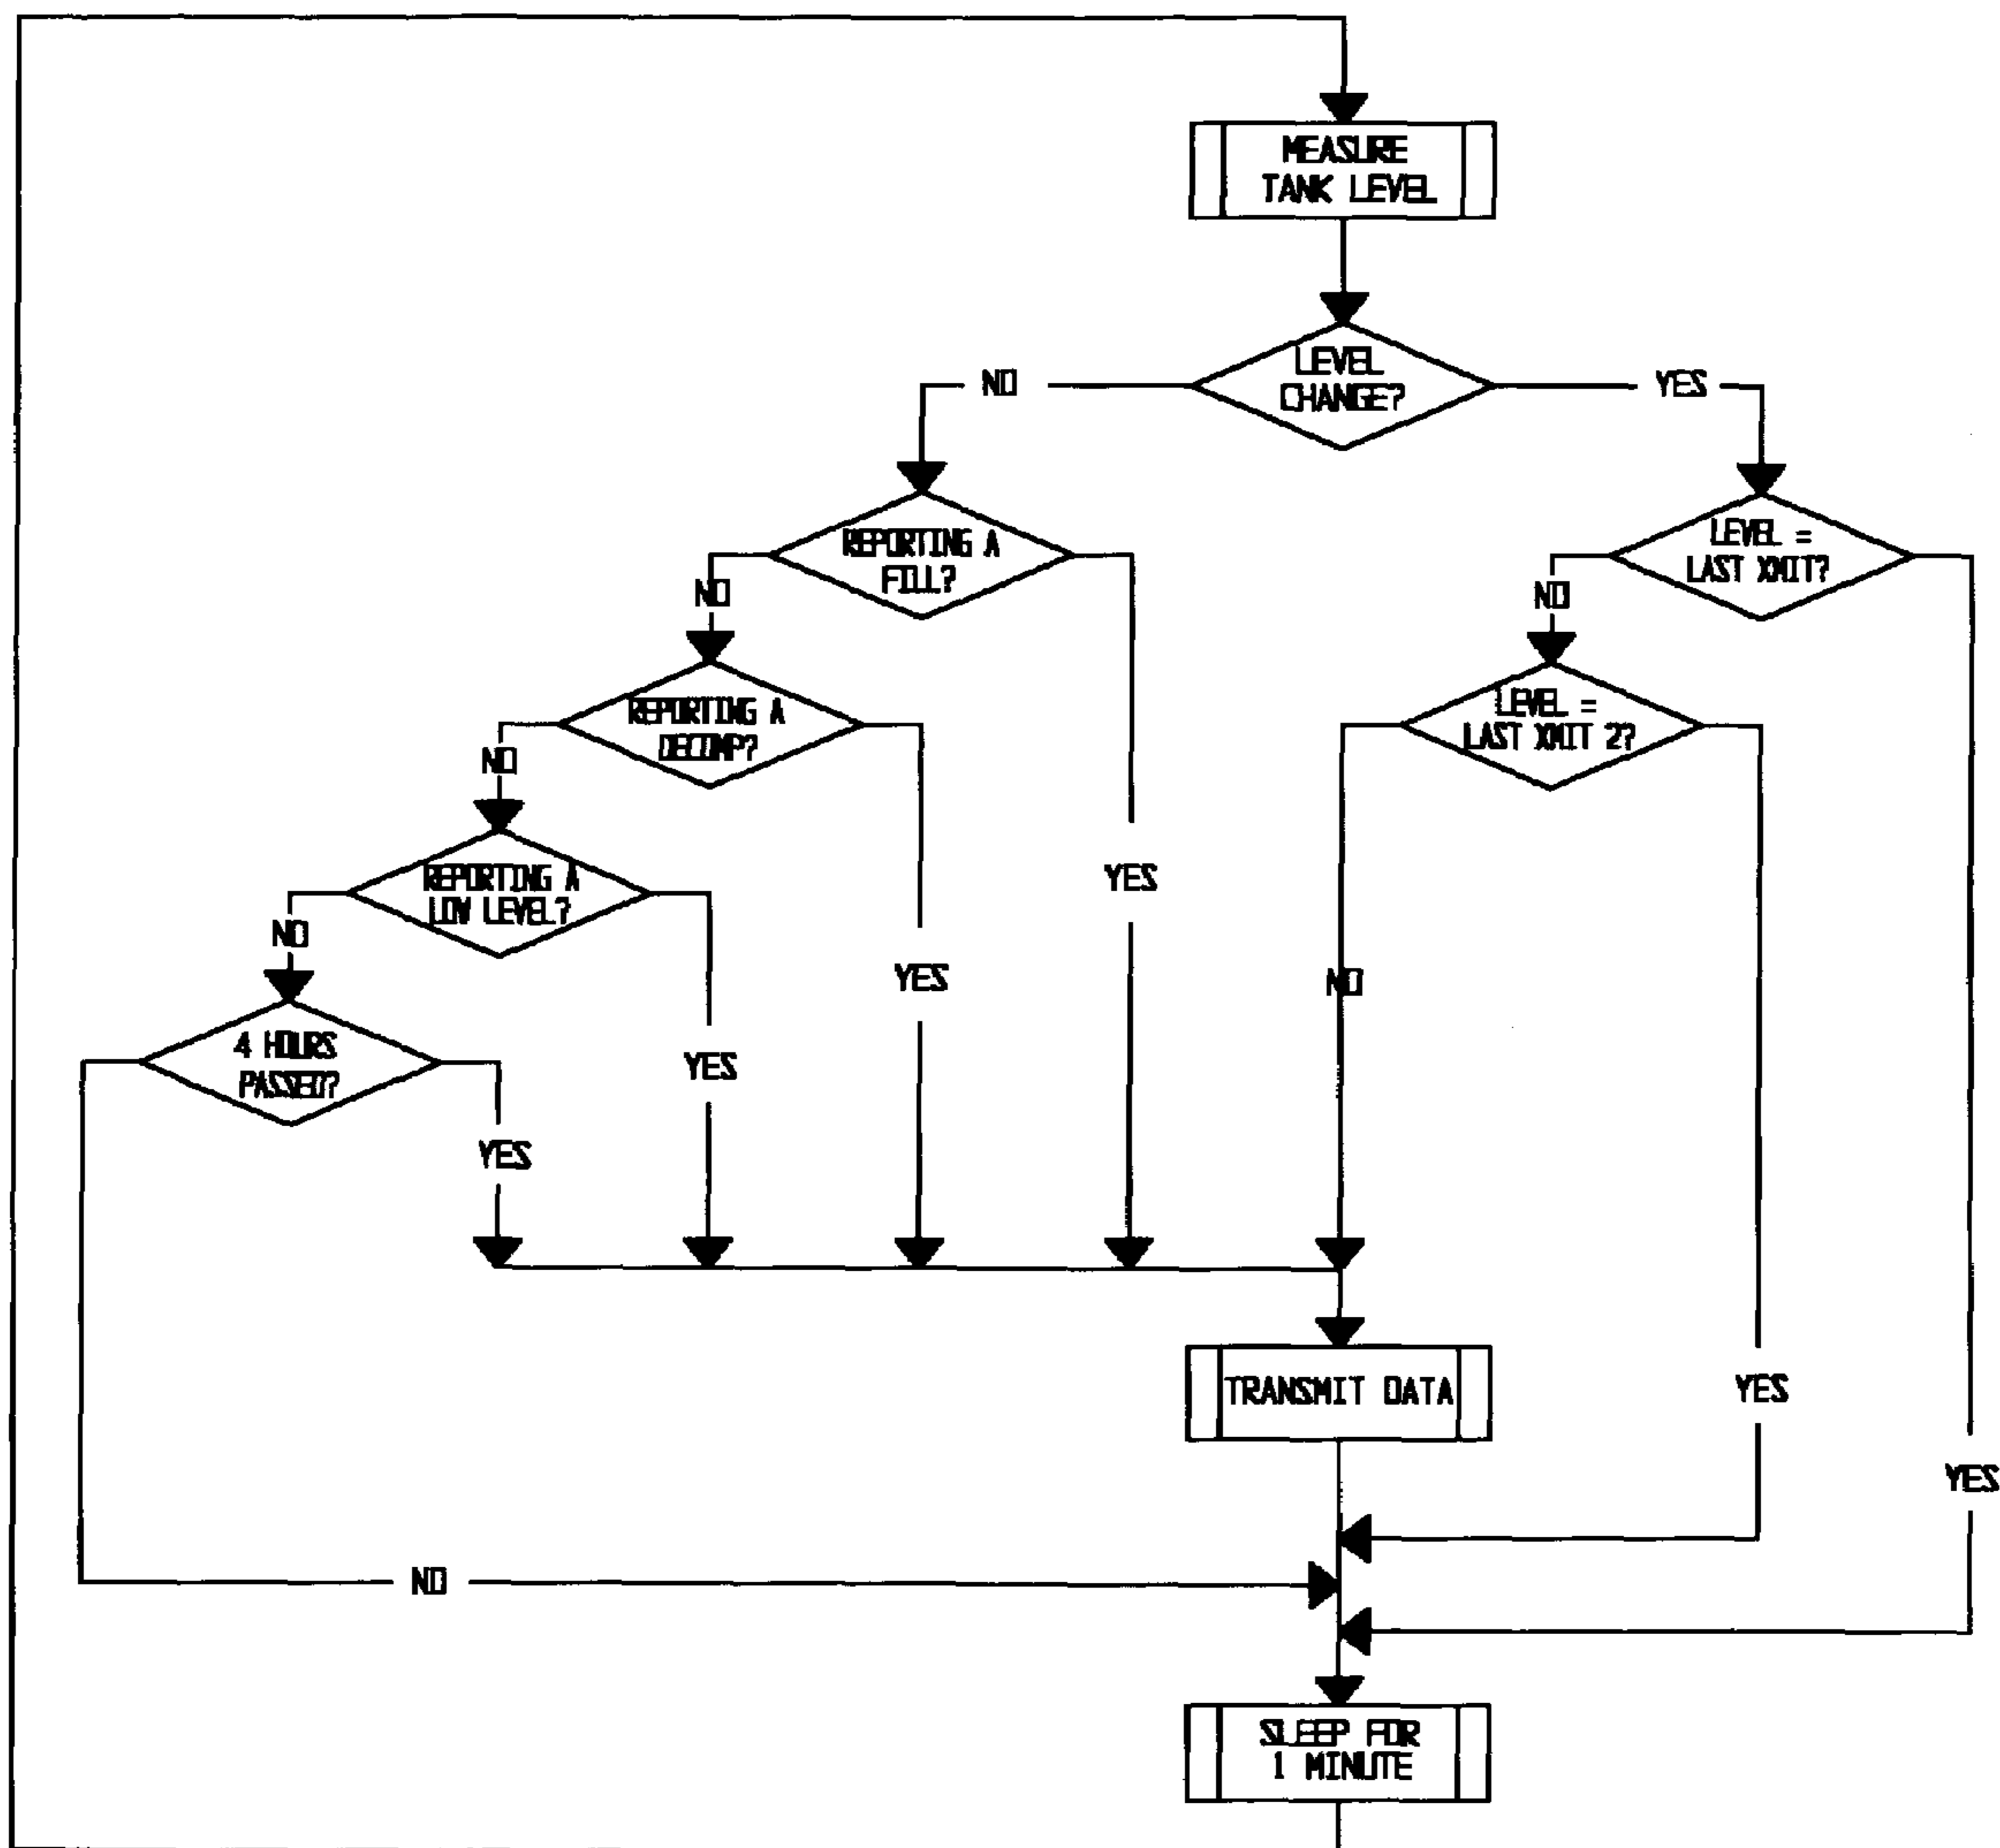 MEASURE
TANK LEVEL
LEVEL
CHANGE?
NO
YES
REPORTING A
FILL?
LEVEL =
LAST XMIT?
NO
NO
REPORTING A
DECOMP?
LEVEL =
LAST XMIT 2?
NO
REPORTING A
LOW LEVEL?
YES
NO
YES
NO
4 HOURS
PASSED?
YES
YES
TRANSMIT DATA
YES
YES
NO
SLEEP FOR
1 MINUTE